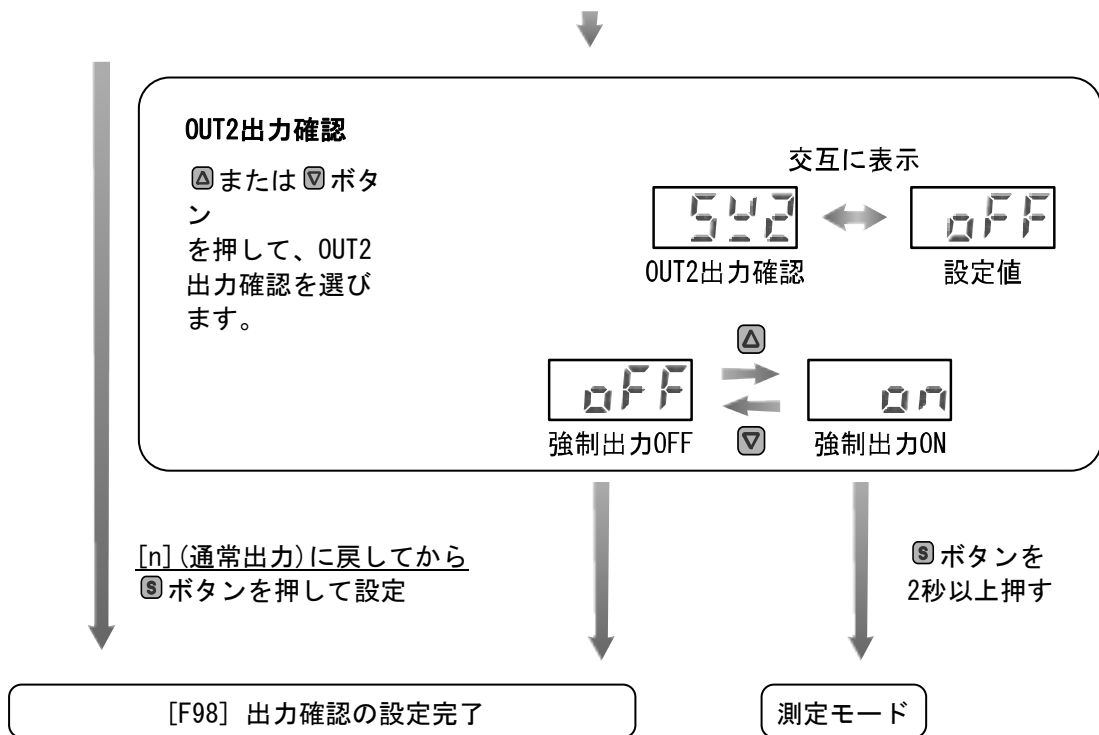 OUT2出力確認
△または▽ボタ
ン
を押して、OUT2
出力確認を選び
ます。
交互に表示
SW2
oFF
OUT2出力確認
設定値
△
oFF
on
強制出力OFF
▽
強制出力ON
[n](通常出力)に戻してから
Sボタンを押して設定
Sボタンを
2秒以上押す
[F98] 出力確認の設定完了
測定モード